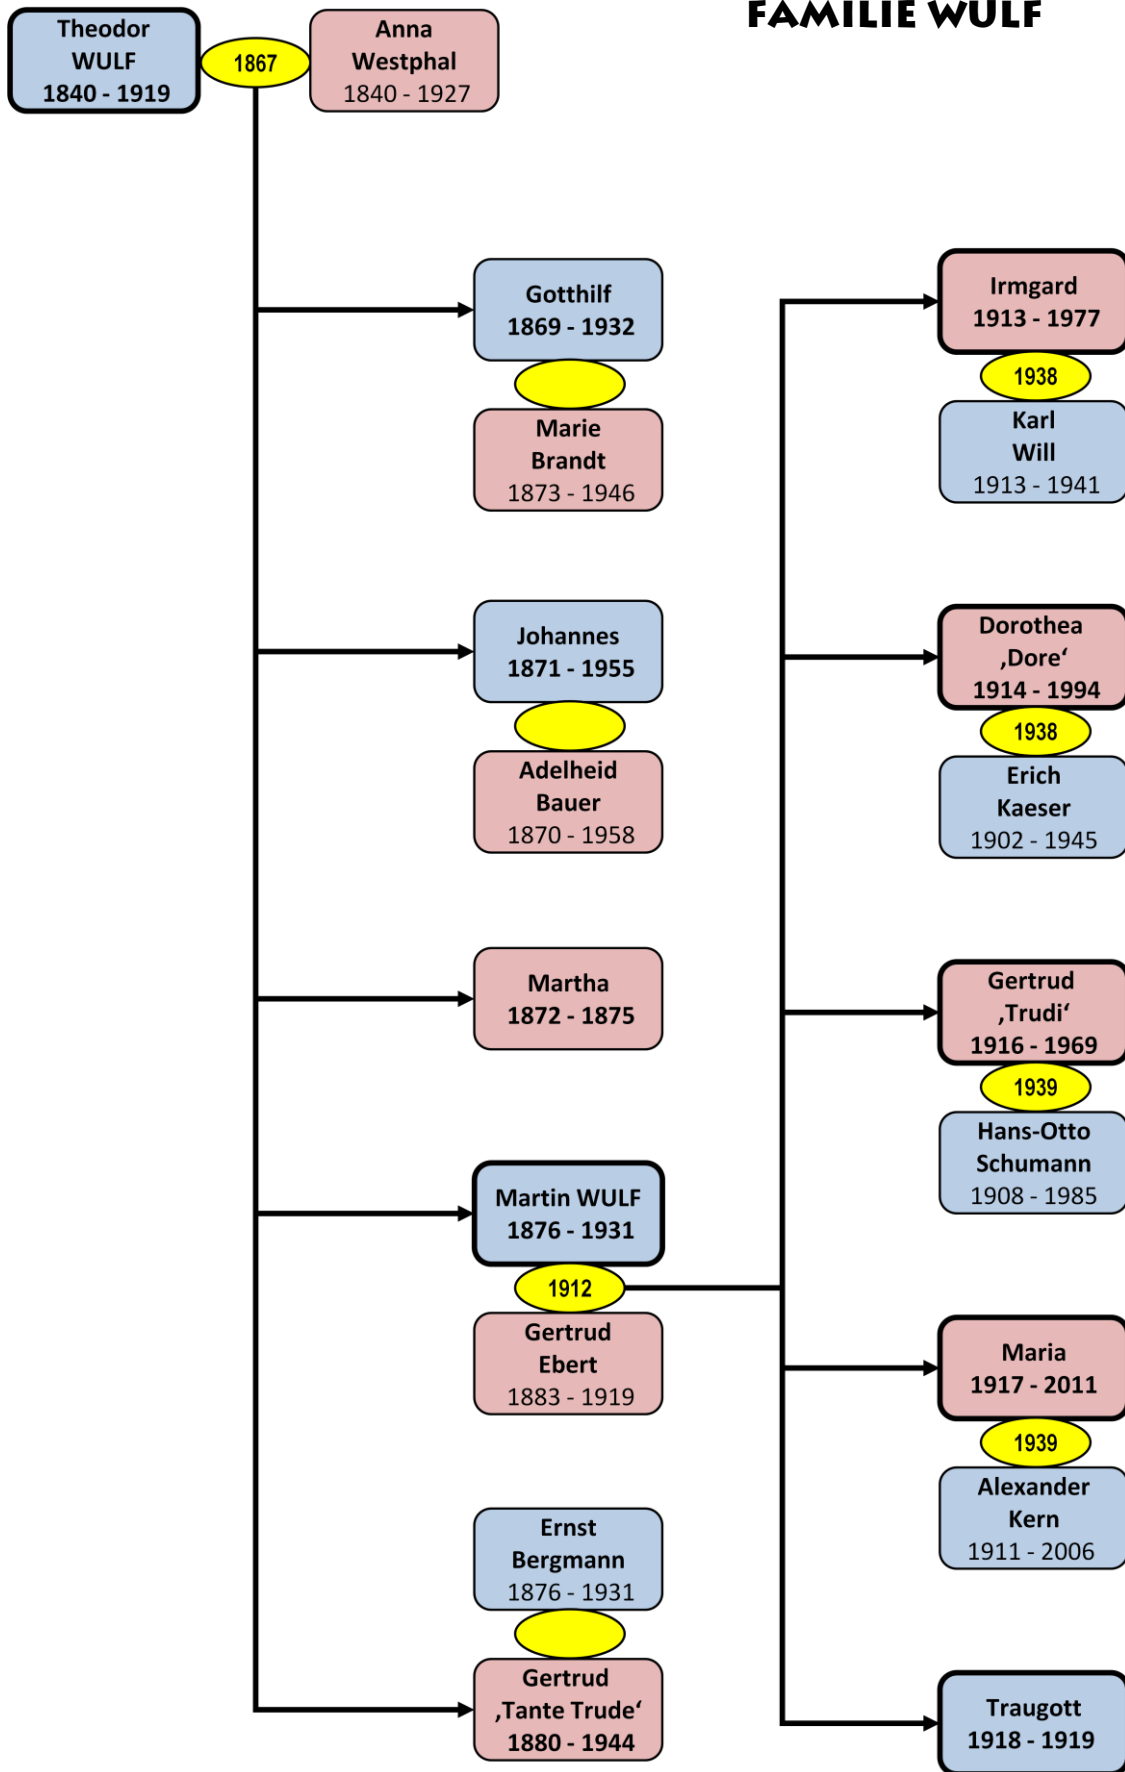 FAMILIE WULF
Theodor
WULF
1840 - 1919
1867
Anna
Westphal
1840 - 1927
Gotthilf
1869 - 1932
Marie
Brandt
1873 - 1946
Johannes
1871 - 1955
Adelheid
Bauer
1870 - 1958
Martha
1872 - 1875
Martin WULF
1876 - 1931
1912
Gertrud
Ebert
1883 - 1919
Ernst
Bergmann
1876 - 1931
Gertrud
‚Tante Trude‘
1880 - 1944
Irmgard
1913 - 1977
1938
Karl
Will
1913 - 1941
Dorothea
‚Dore‘
1914 - 1994
1938
Erich
Kaeser
1902 - 1945
Gertrud
‚Trudi‘
1916 - 1969
1939
Hans-Otto
Schumann
1908 - 1985
Maria
1917 - 2011
1939
Alexander
Kern
1911 - 2006
Traugott
1918 - 1919